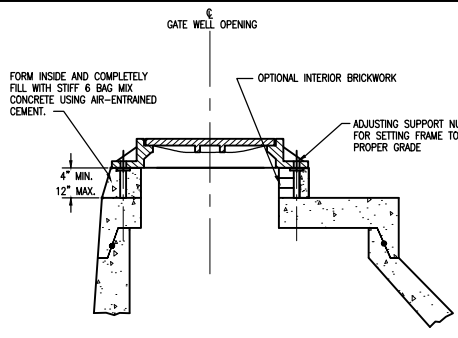 ℄
GATE WELL OPENING
FORM INSIDE AND COMPLETELY
FILL WITH STIFF 6 BAG MIX
CONCRETE USING AIR-ENTRAINED
CEMENT.
OPTIONAL INTERIOR BRICKWORK
ADJUSTING SUPPORT NU
FOR SETTING FRAME TO
PROPER GRADE
4" MIN.
12" MAX.